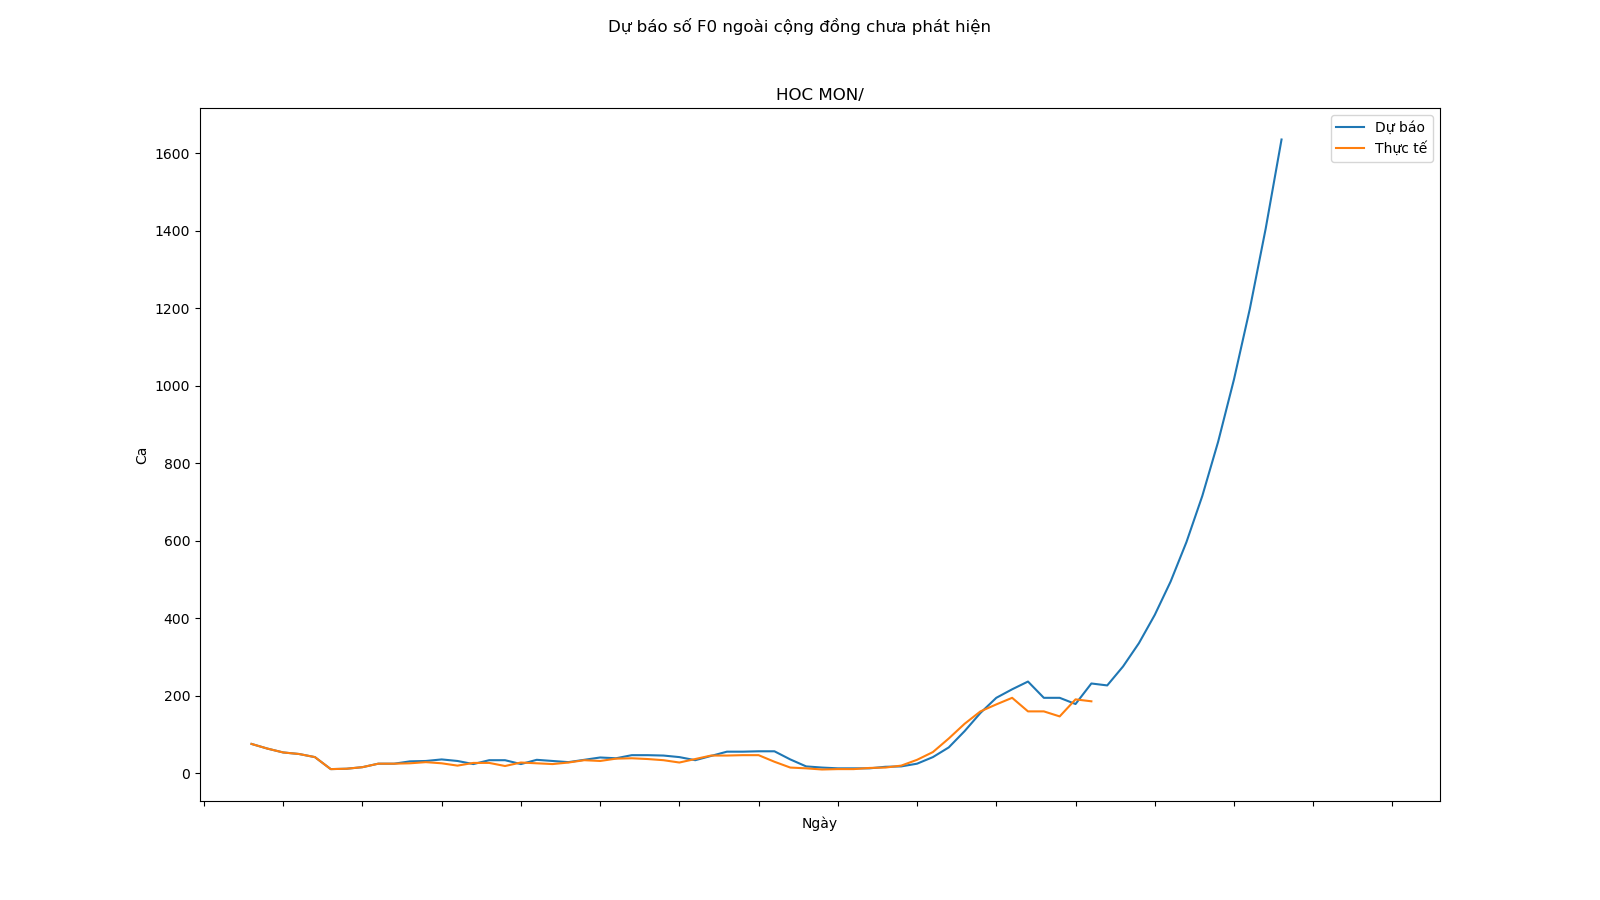 Dự báo số F0 ngoài cộng đồng chưa phát hiện
HOC MON/
Dự báo
Thực tế
1600
1400
1200
1000
800
600
400
200
0
Ca
Ngày